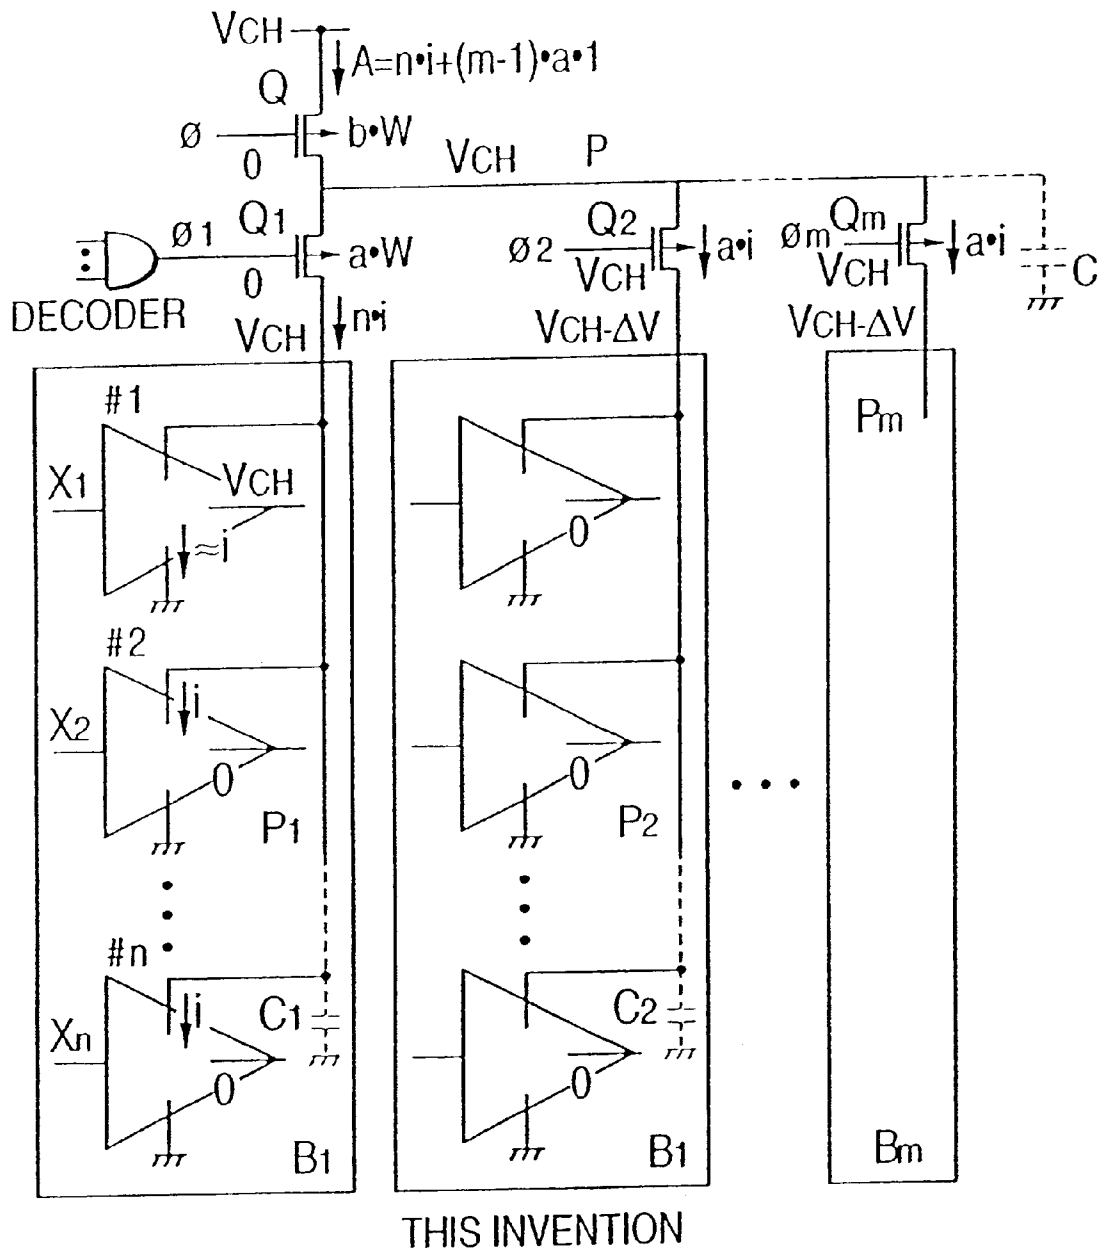 VCH
A=n•i+(m-1)•a•1
Q
ø
0
b•W
VCH
P
Q1
ø1
0
a•W
DECODER
VCH
n•i
Q2
ø2
VCH
a•i
VCH-ΔV
Qm
øm
VCH
a•i
VCH-ΔV
C
#1
X1
VCH
≈i
#2
X2
i
0
P1
#n
Xn
i
0
C1
B1
0
0
P2
C2
0
B1
Pm
Bm
THIS INVENTION